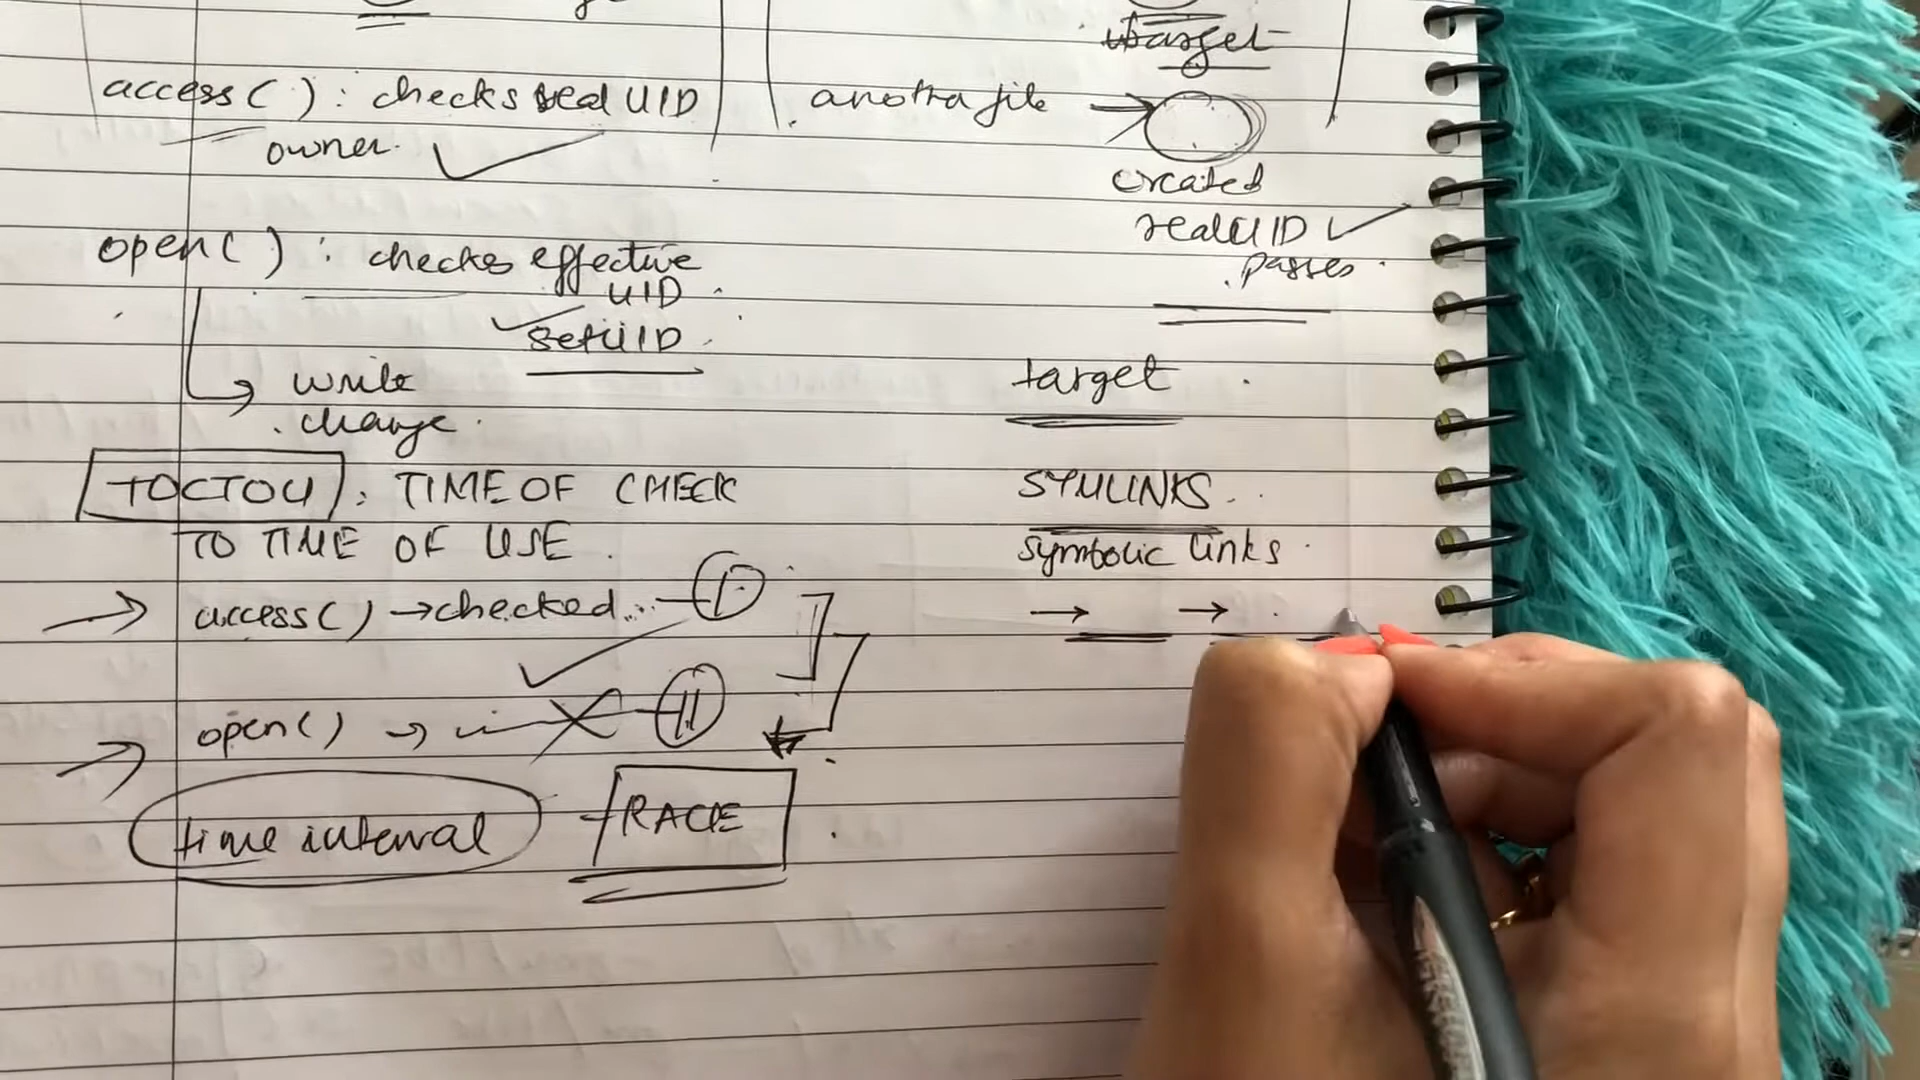 access( ) : checks real UID
owner.
open( ) : checks effective
UID
setUID
write
change.
TOCTOU : TIME OF CHECK
TO TIME OF USE.
access() → checked. I
open() → II
time interval RACE
target
another file →
created
realUID ✓
passes.
target
SYMLINKS.
symbolic links.
→ →